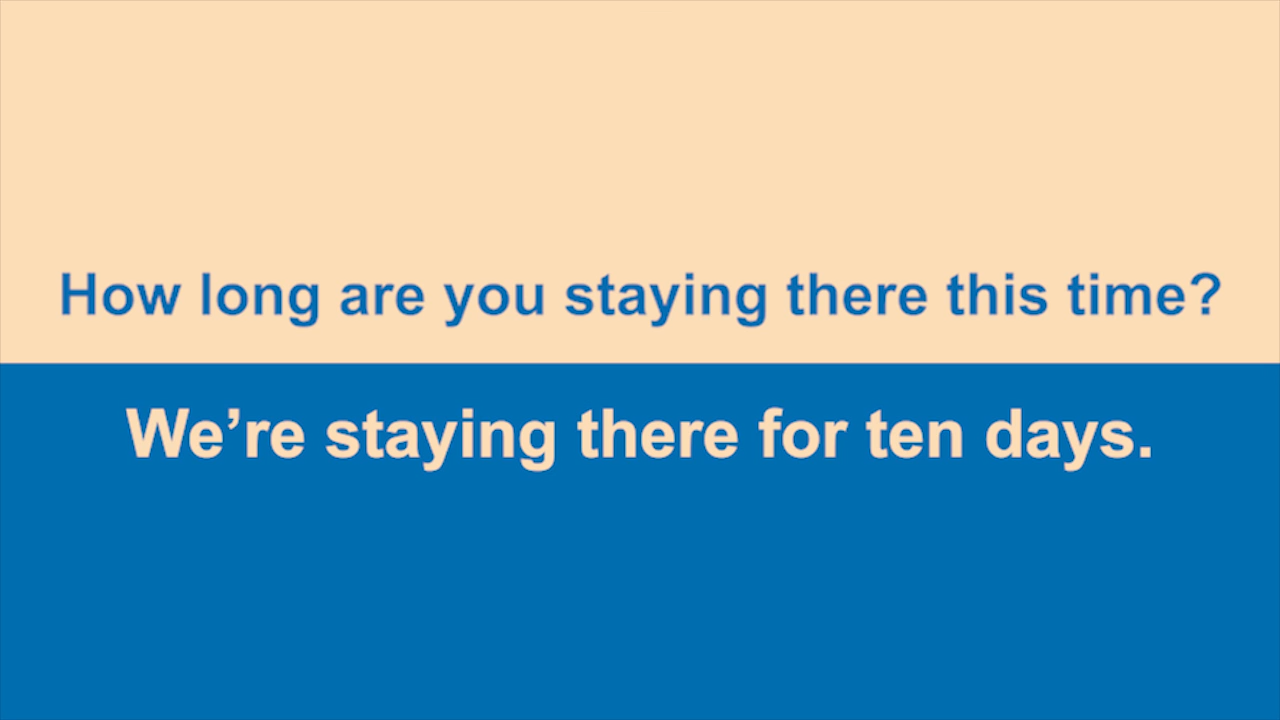 How long are you staying there this time?
We’re staying there for ten days.